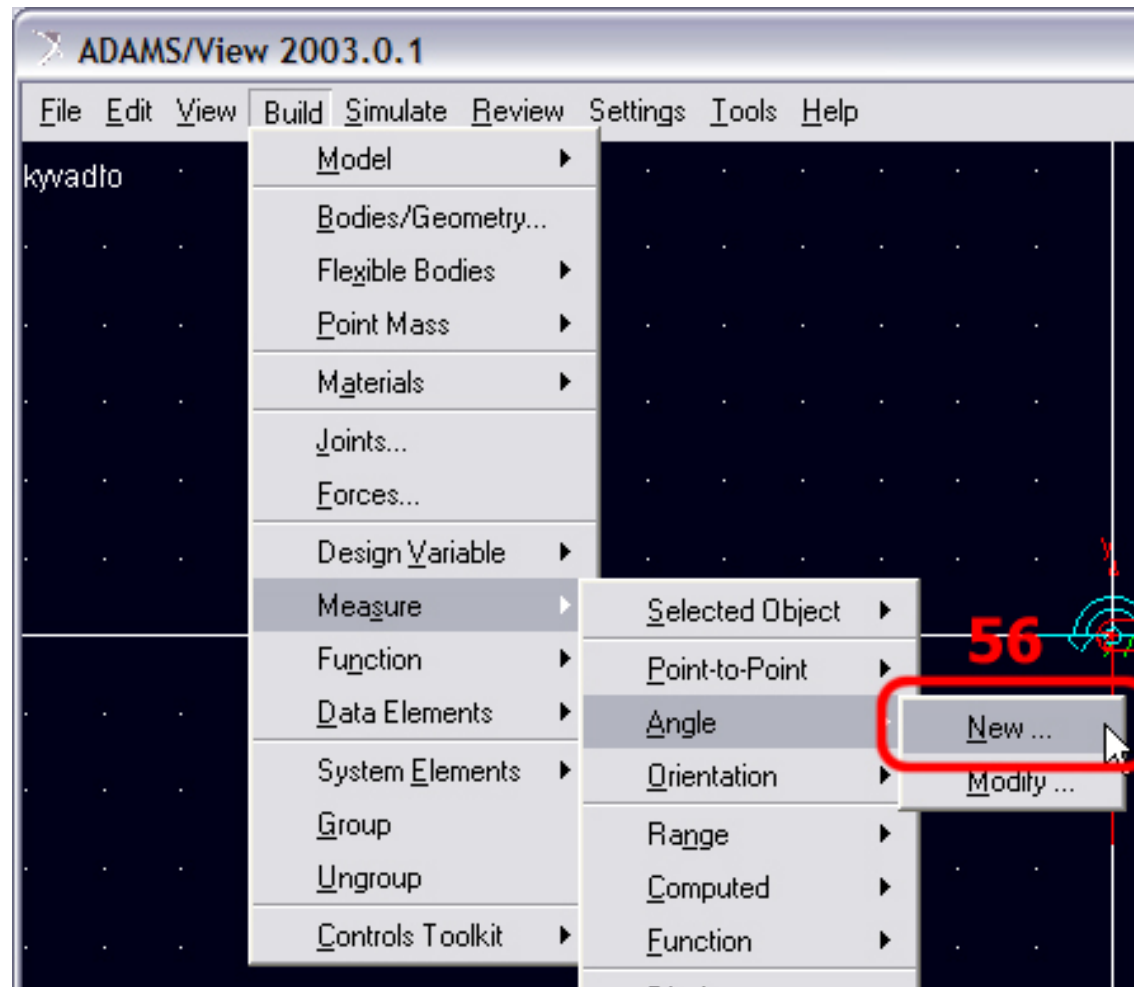 ADAMS/View 2003.0.1
File Edit View Build Simulate Review Settings Tools Help
kyvadlo
Model
Bodies/Geometry...
Flexible Bodies
Point Mass
Materials
Joints...
Forces...
Design Variable
Measure
Function
Data Elements
System Elements
Group
Ungroup
Controls Toolkit
Selected Object
Point-to-Point
Angle
Orientation
Range
Computed
Function
56
New ...
Modify ...
y